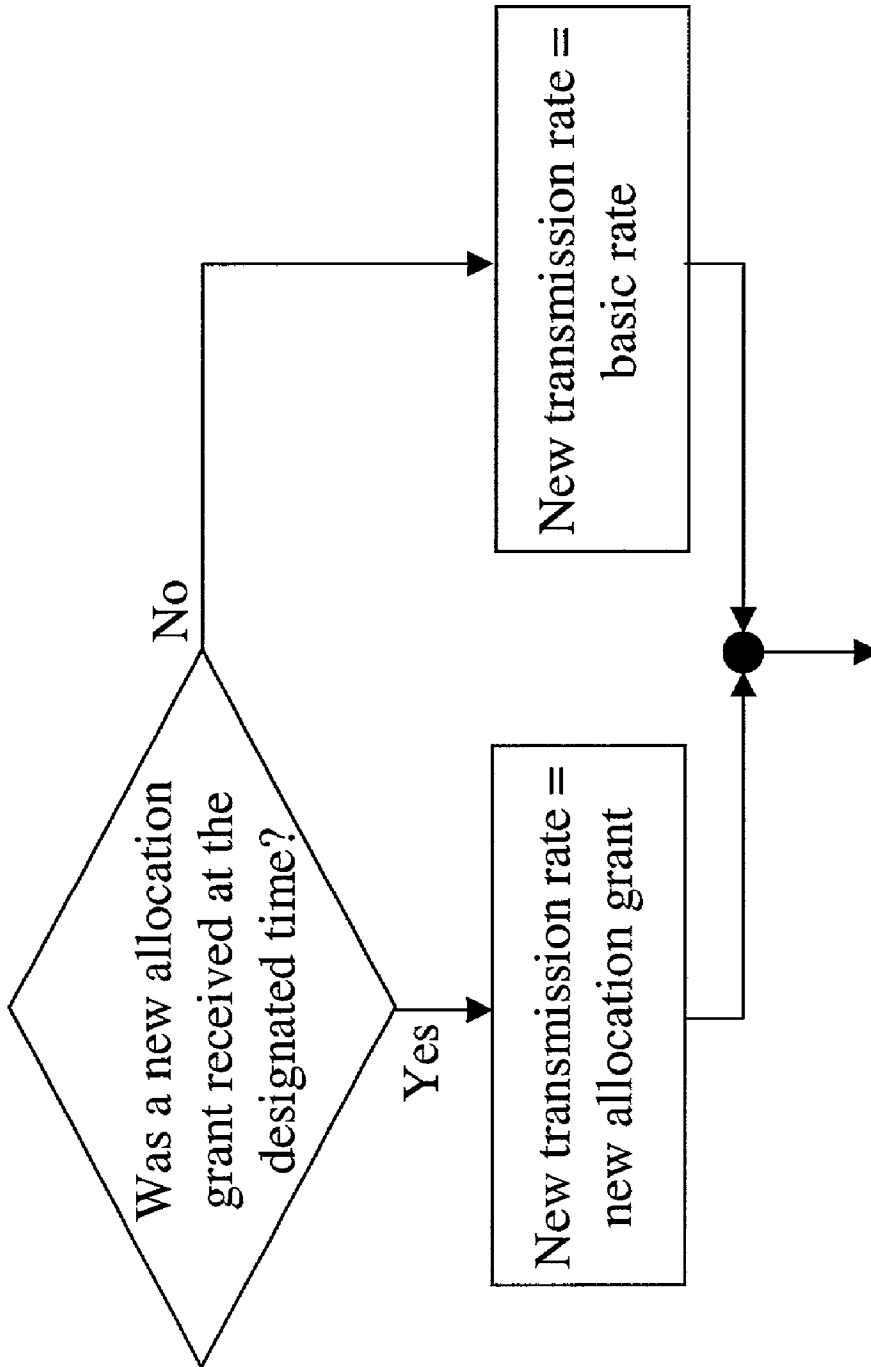 Was a new allocation
grant received at the
designated time?
No
Yes
New transmission rate =
new allocation grant
New transmission rate =
basic rate